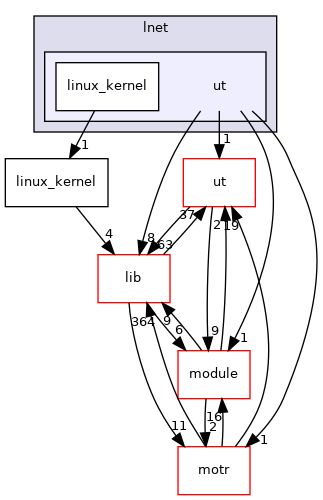 lnet
linux_kernel ut
1 1
linux_kernel ut
37 2 19
4 8 63
lib
364 9 6 9 1
module
16
11 2 1
motr